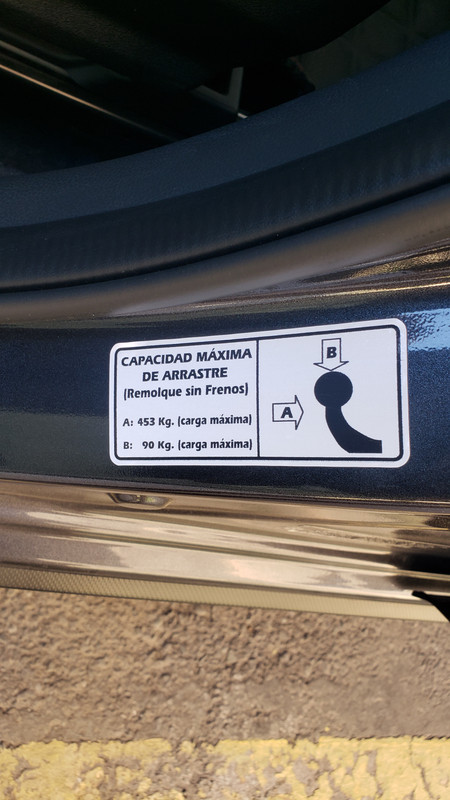 CAPACIDAD MÁXIMA
DE ARRASTRE
(Remolque sin Frenos)
A: 453 Kg. (carga máxima)
B: 90 Kg. (carga máxima)
B
A